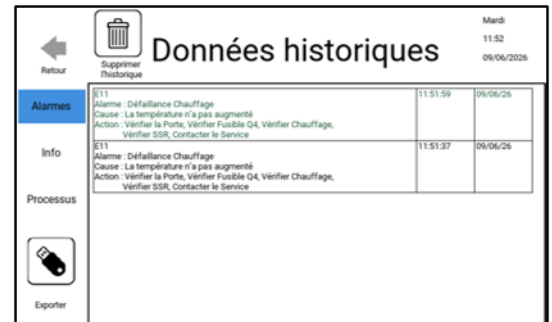 Retour
Supprimer
l'historique
Données historiques
Mardi
11:52
09/06/2026
Alarmes
Info
Processus
Exporter
E11 11:51:59 09/06/26
Alarme : Défaillance Chauffage
Cause : La température n'a pas augmenté
Action : Vérifier la Porte, Vérifier Fusible Q4, Vérifier Chauffage,
Vérifier SSR, Contacter le Service
E11 11:51:37 09/06/26
Alarme : Défaillance Chauffage
Cause : La température n'a pas augmenté
Action : Vérifier la Porte, Vérifier Fusible Q4, Vérifier Chauffage,
Vérifier SSR, Contacter le Service